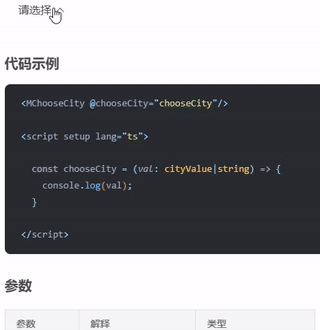 请选择
代码示例
<MChooseCity @chooseCity="chooseCity"/>
<script setup lang="ts">
const chooseCity = (val: cityValue|string) => {
console.log(val);
}
</script>
参数
参数 解释 类型